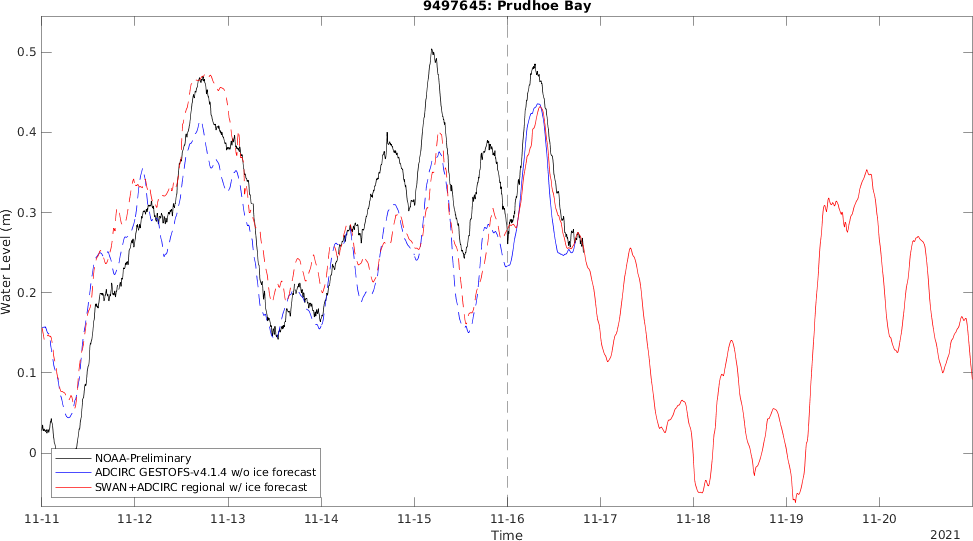 9497645: Prudhoe Bay
Water Level (m)
0.5
0.4
0.3
0.2
0.1
0
NOAA-Preliminary
ADCIRC GESTOFS-v4.1.4 w/o ice forecast
SWAN+ADCIRC regional w/ ice forecast
11-11 11-12 11-13 11-14 11-15 11-16 11-17 11-18 11-19 11-20
Time
2021